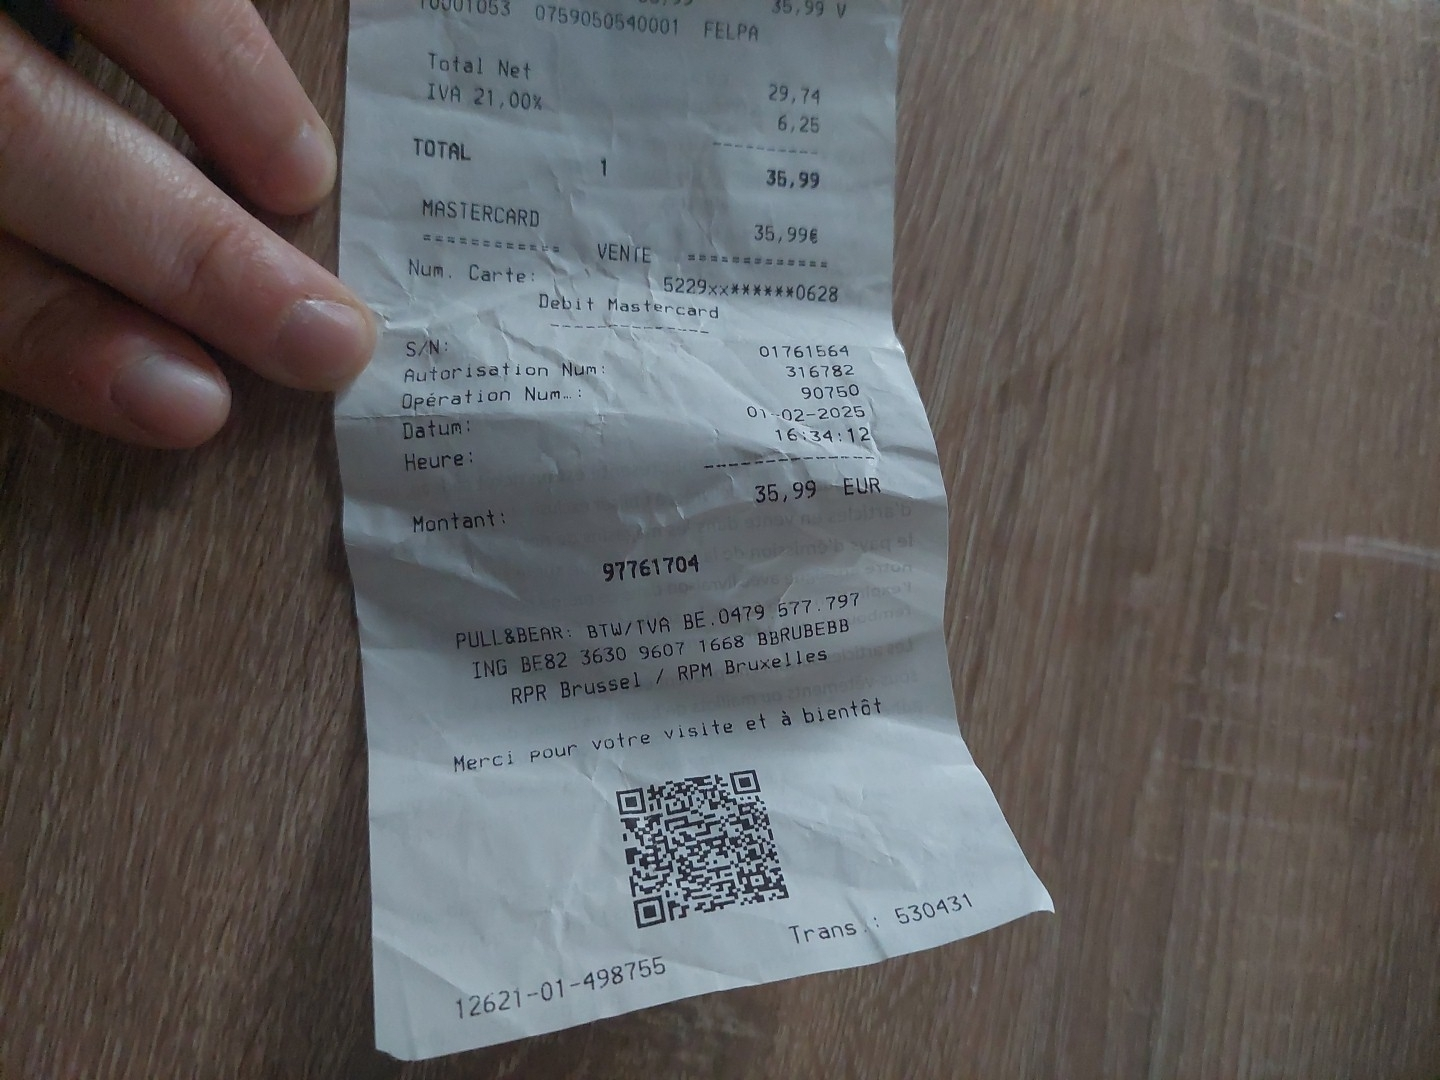 35,99 V
10001053 0759050540001 FELPA
Total Net 29,74
IVA 21,00% 6,25
----------
TOTAL 1 35,99
MASTERCARD 35,99€
============ VENTE =============
Num. Carte: 5229xx******0628
Debit Mastercard
--------------
S/N: 01761564
Autorisation Num: 316782
Opération Num…: 90750
Datum: 01-02-2025
Heure: 16:34:12
--------------
Montant: 35,99 EUR
97761704
PULL&BEAR: BTW/TVA BE.0479 577.797
ING BE82 3630 9607 1668 BBRUBEBB
RPR Brussel / RPM Bruxelles
Merci pour votre visite et à bientôt
Trans.: 530431
12621-01-498755